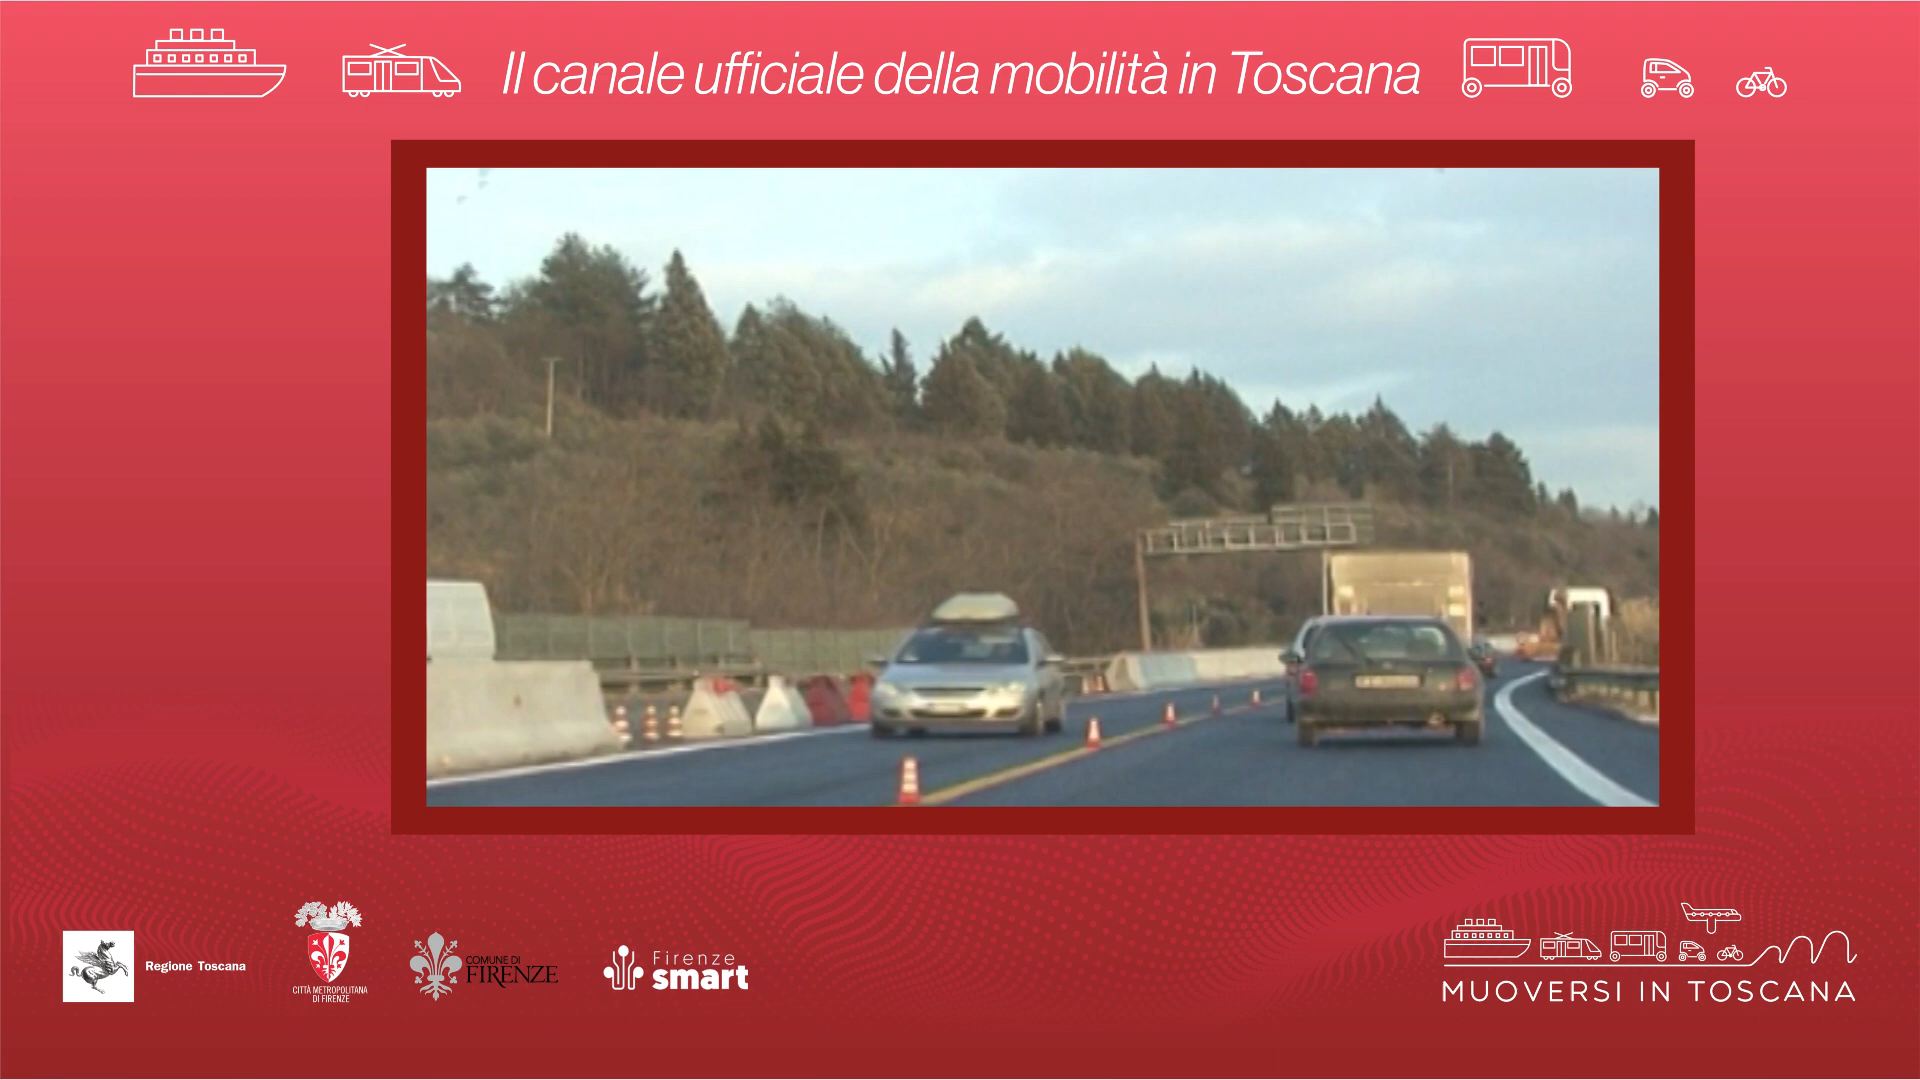 Il canale ufficiale della mobilità in Toscana
Regione Toscana
CITTÀ METROPOLITANA
DI FIRENZE
COMUNE DI
FIRENZE
Firenze
smart
MUOVERSI IN TOSCANA